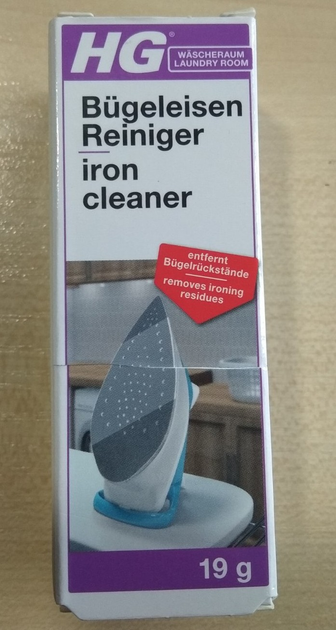 HG®
WÄSCHERAUM
LAUNDRY ROOM
Bügeleisen
Reiniger
iron
cleaner
entfernt
Bügelrückstände
removes ironing
residues
19 g